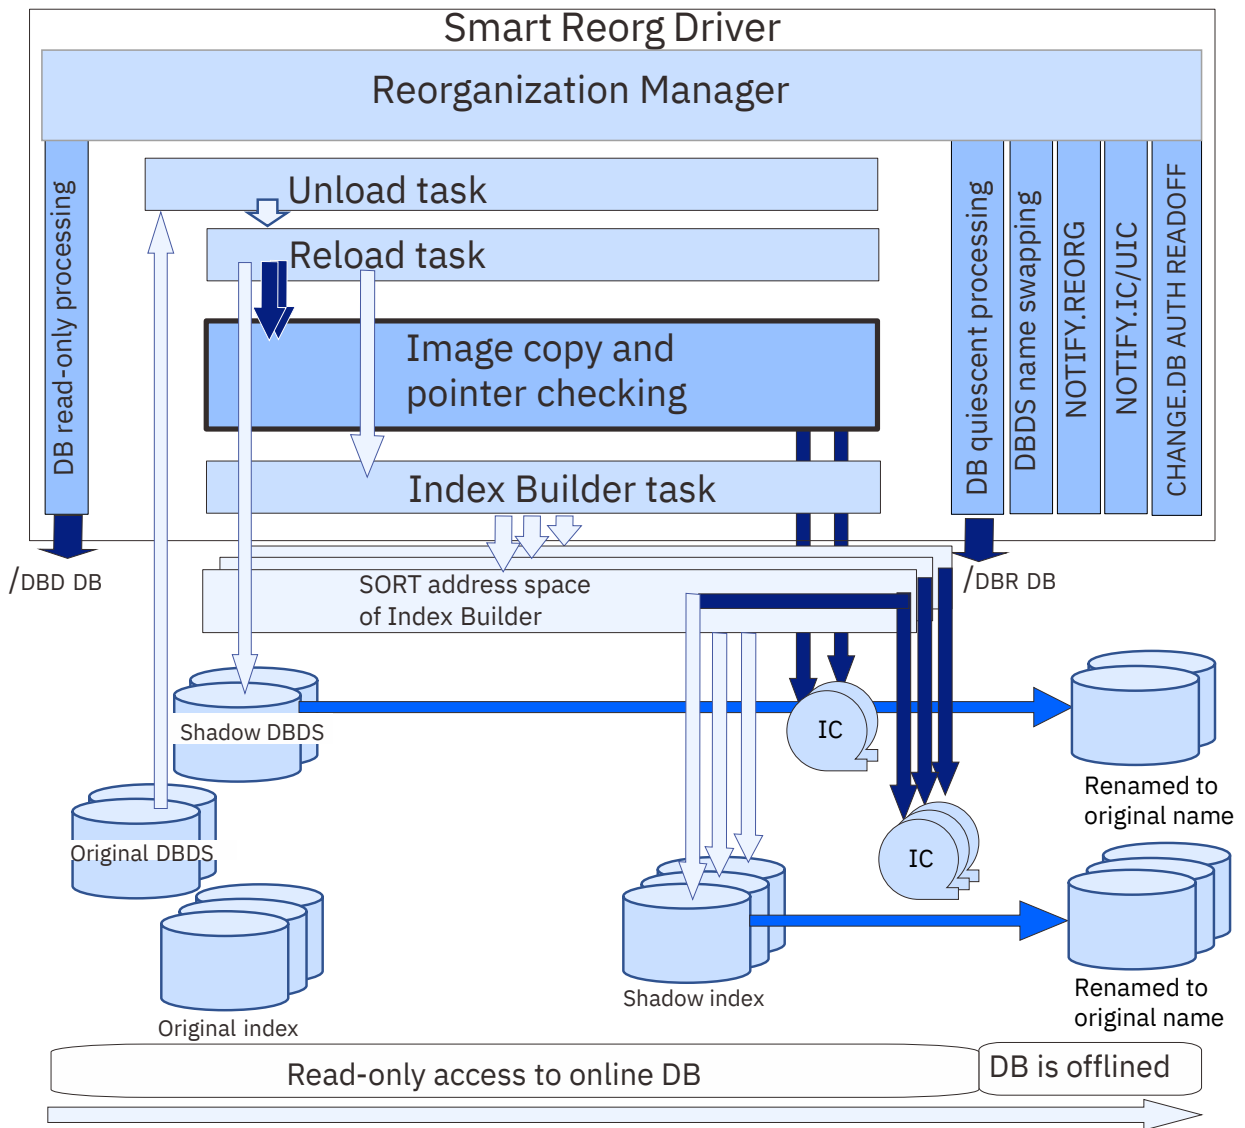 Smart Reorg Driver
Reorganization Manager
DB read-only processing
Unload task
Reload task
Image copy and
pointer checking
Index Builder task
DB quiescent processing
DBDS name swapping
NOTIFY.REORG
NOTIFY.IC/UIC
CHANGE.DB AUTH READOFF
/DBD DB
/DBR DB
SORT address space
of Index Builder
Shadow DBDS
IC
Renamed to
original name
Original DBDS
IC
Original index
Shadow index
Renamed to
original name
Read-only access to online DB
DB is offlined